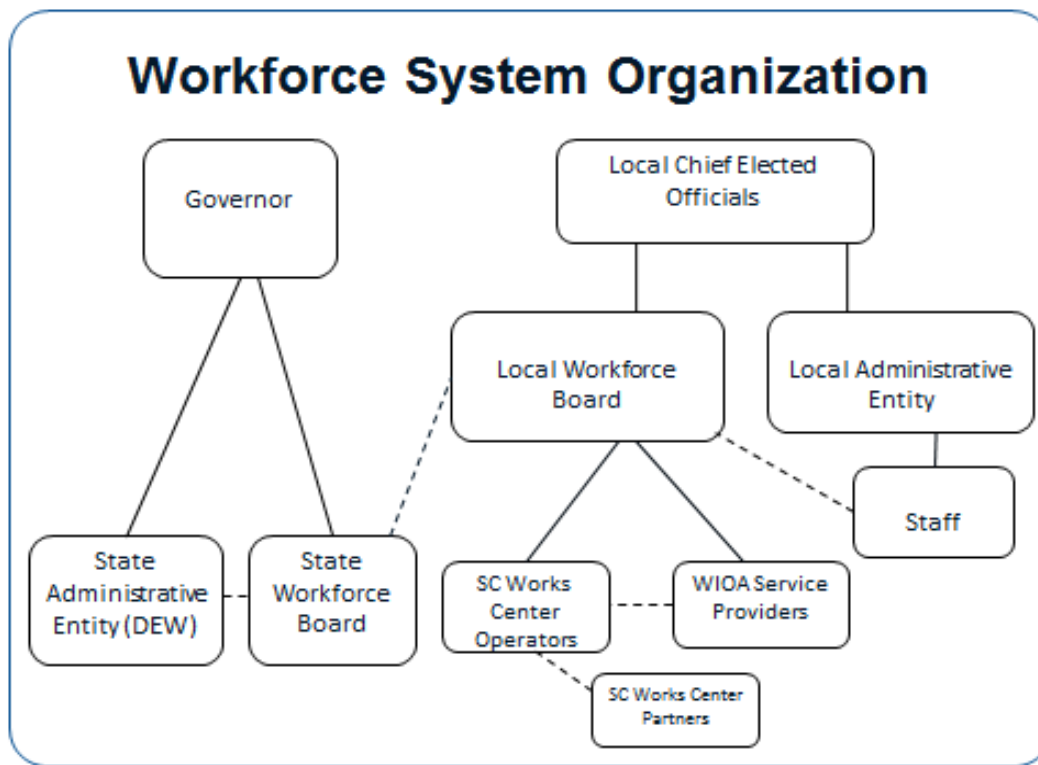 Workforce System Organization
Governor
Local Chief Elected
Officials
Local Workforce
Board
Local Administrative
Entity
Staff
State
Administrative
Entity (DEW)
State
Workforce
Board
SC Works
Center
Operators
WIOA Service
Providers
SC Works Center
Partners